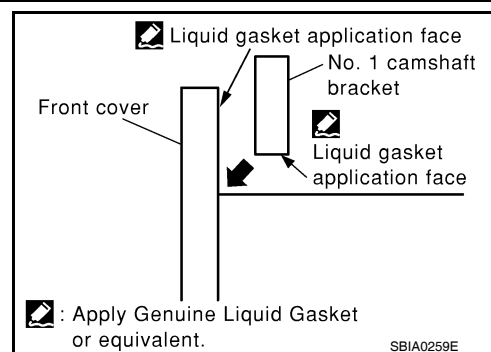 Liquid gasket application face
No. 1 camshaft
bracket
Front cover
Liquid gasket
application face
: Apply Genuine Liquid Gasket
or equivalent.
SBIA0259E